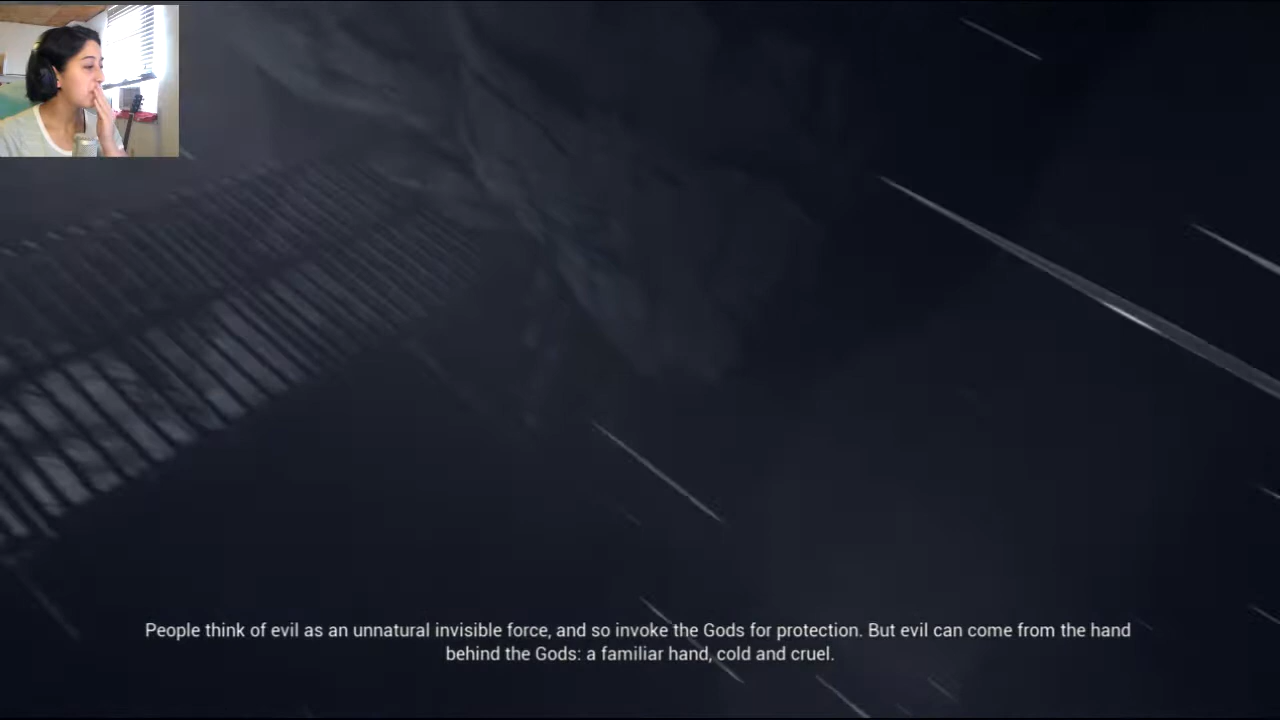 People think of evil as an unnatural invisible force, and so invoke the Gods for protection. But evil can come from the hand
behind the Gods: a familiar hand, cold and cruel.